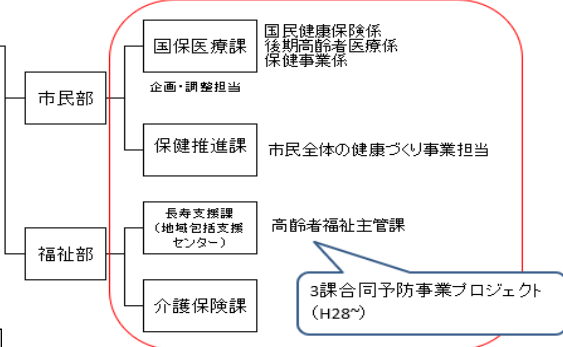 国保医療課
国民健康保険係
後期高齢者医療係
保健事業係
企画・調整担当
市民部
保健推進課
市民全体の健康づくり事業担当
長寿支援課
(地域包括支援
センター)
高齢者福祉主管課
福祉部
介護保険課
3課合同予防事業プロジェクト
(H28~)